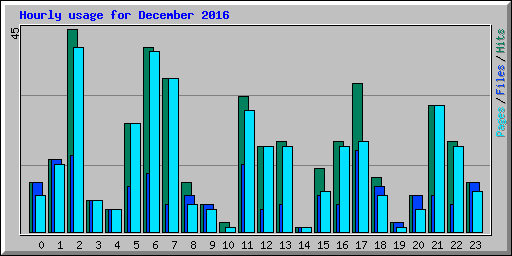 Hourly usage for December 2016
45
Pages/Files/Hits
0 1 2 3 4 5 6 7 8 9 10 11 12 13 14 15 16 17 18 19 20 21 22 23